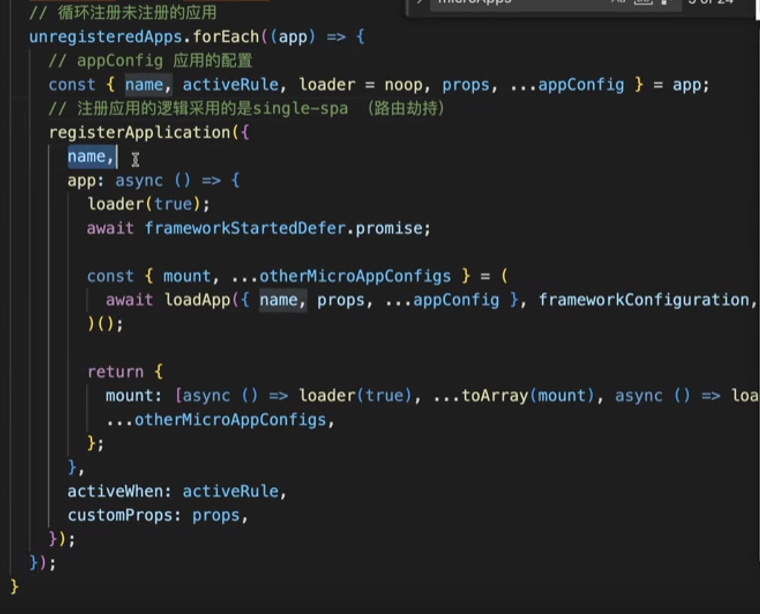 // 循环注册未注册的应用
unregisteredApps.forEach((app) => {
// appConfig 应用的配置
const { name, activeRule, loader = noop, props, ...appConfig } = app;
// 注册应用的逻辑采用的是single-spa （路由劫持）
registerApplication({
name,
app: async () => {
loader(true);
await frameworkStartedDefer.promise;
const { mount, ...otherMicroAppConfigs } = (
await loadApp({ name, props, ...appConfig }, frameworkConfiguration,
)();
return {
mount: [async () => loader(true), ...toArray(mount), async () => loa
...otherMicroAppConfigs,
};
},
activeWhen: activeRule,
customProps: props,
});
});
}